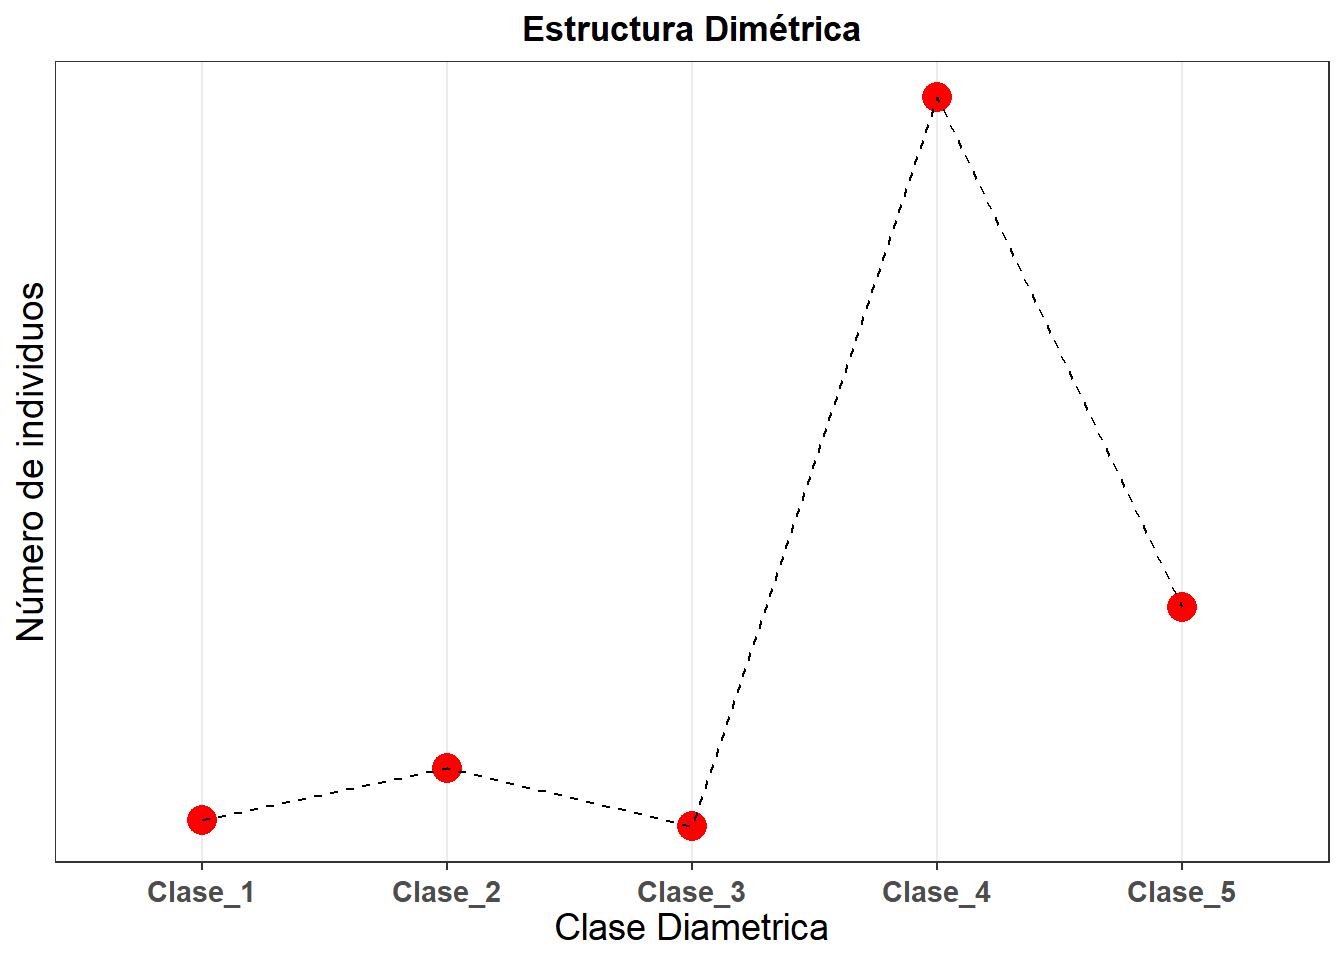 Estructura Dimétrica
Número de individuos
Clase_1 Clase_2 Clase_3 Clase_4 Clase_5
Clase Diametrica